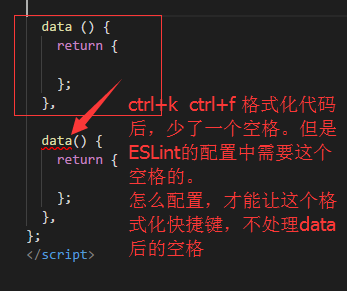 data () {
return {
};
},
ctrl+k ctrl+f 格式化代码
后，少了一个空格。但是
ESLint的配置中需要这个
空格的。
怎么配置，才能让这个格
式化快捷键，不处理data
后的空格
data() {
return {
};
},
};
</script>